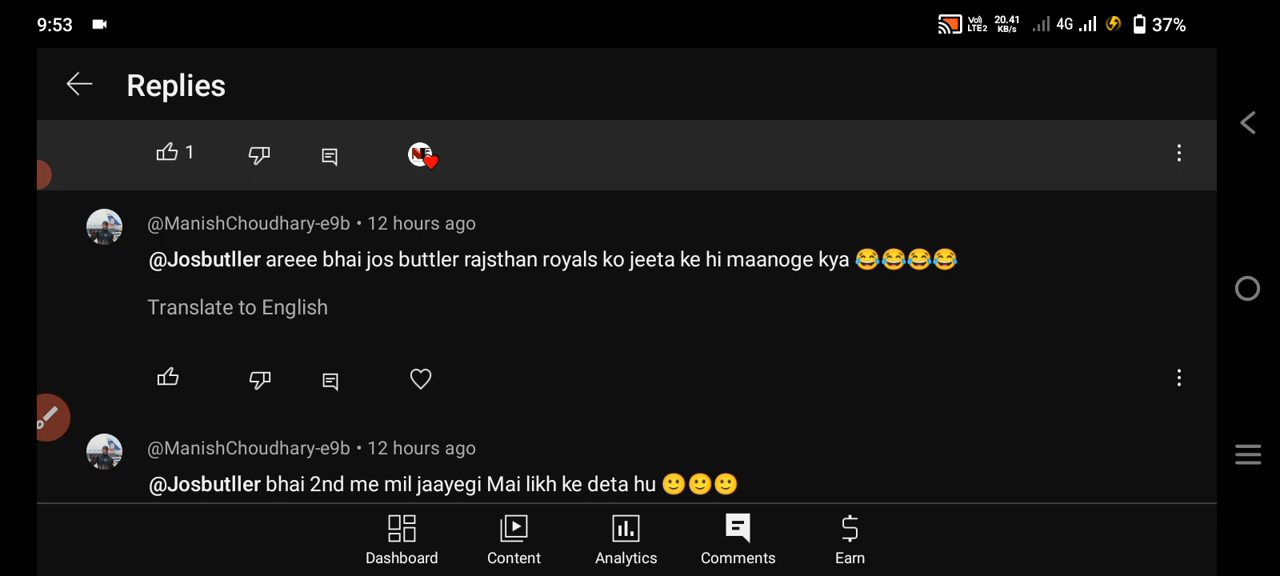 9:53 Vo) LTE2 20.41 KB/s 4G 37%
Replies
1
@ManishChoudhary-e9b • 12 hours ago
@Josbutller areee bhai jos buttler rajsthan royals ko jeeta ke hi maanoge kya 😂😂😂😂
Translate to English
@ManishChoudhary-e9b • 12 hours ago
@Josbutller bhai 2nd me mil jaayegi Mai likh ke deta hu 🙂🙂🙂
Dashboard Content Analytics Comments Earn